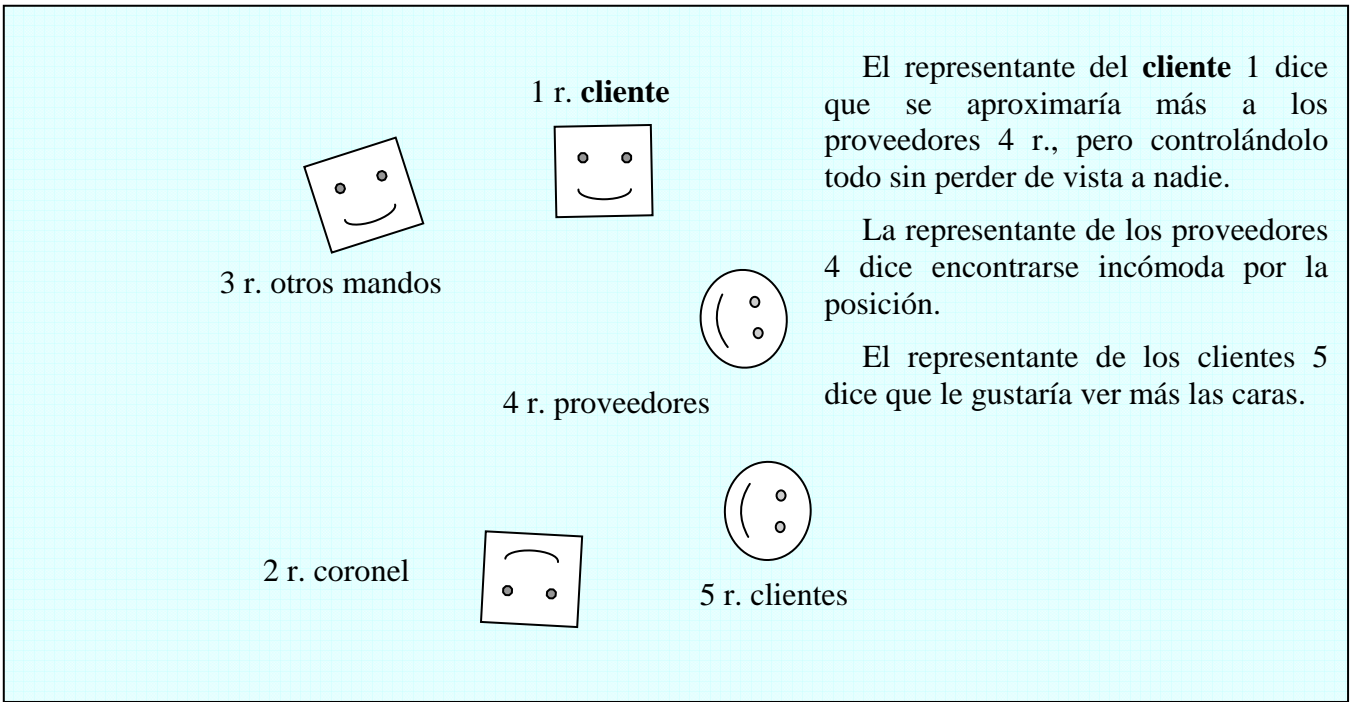 1 r. cliente
3 r. otros mandos
4 r. proveedores
2 r. coronel
5 r. clientes
El representante del cliente 1 dice
que se aproximaría más a los
proveedores 4 r., pero controlándolo
todo sin perder de vista a nadie.
La representante de los proveedores
4 dice encontrarse incómoda por la
posición.
El representante de los clientes 5
dice que le gustaría ver más las caras.